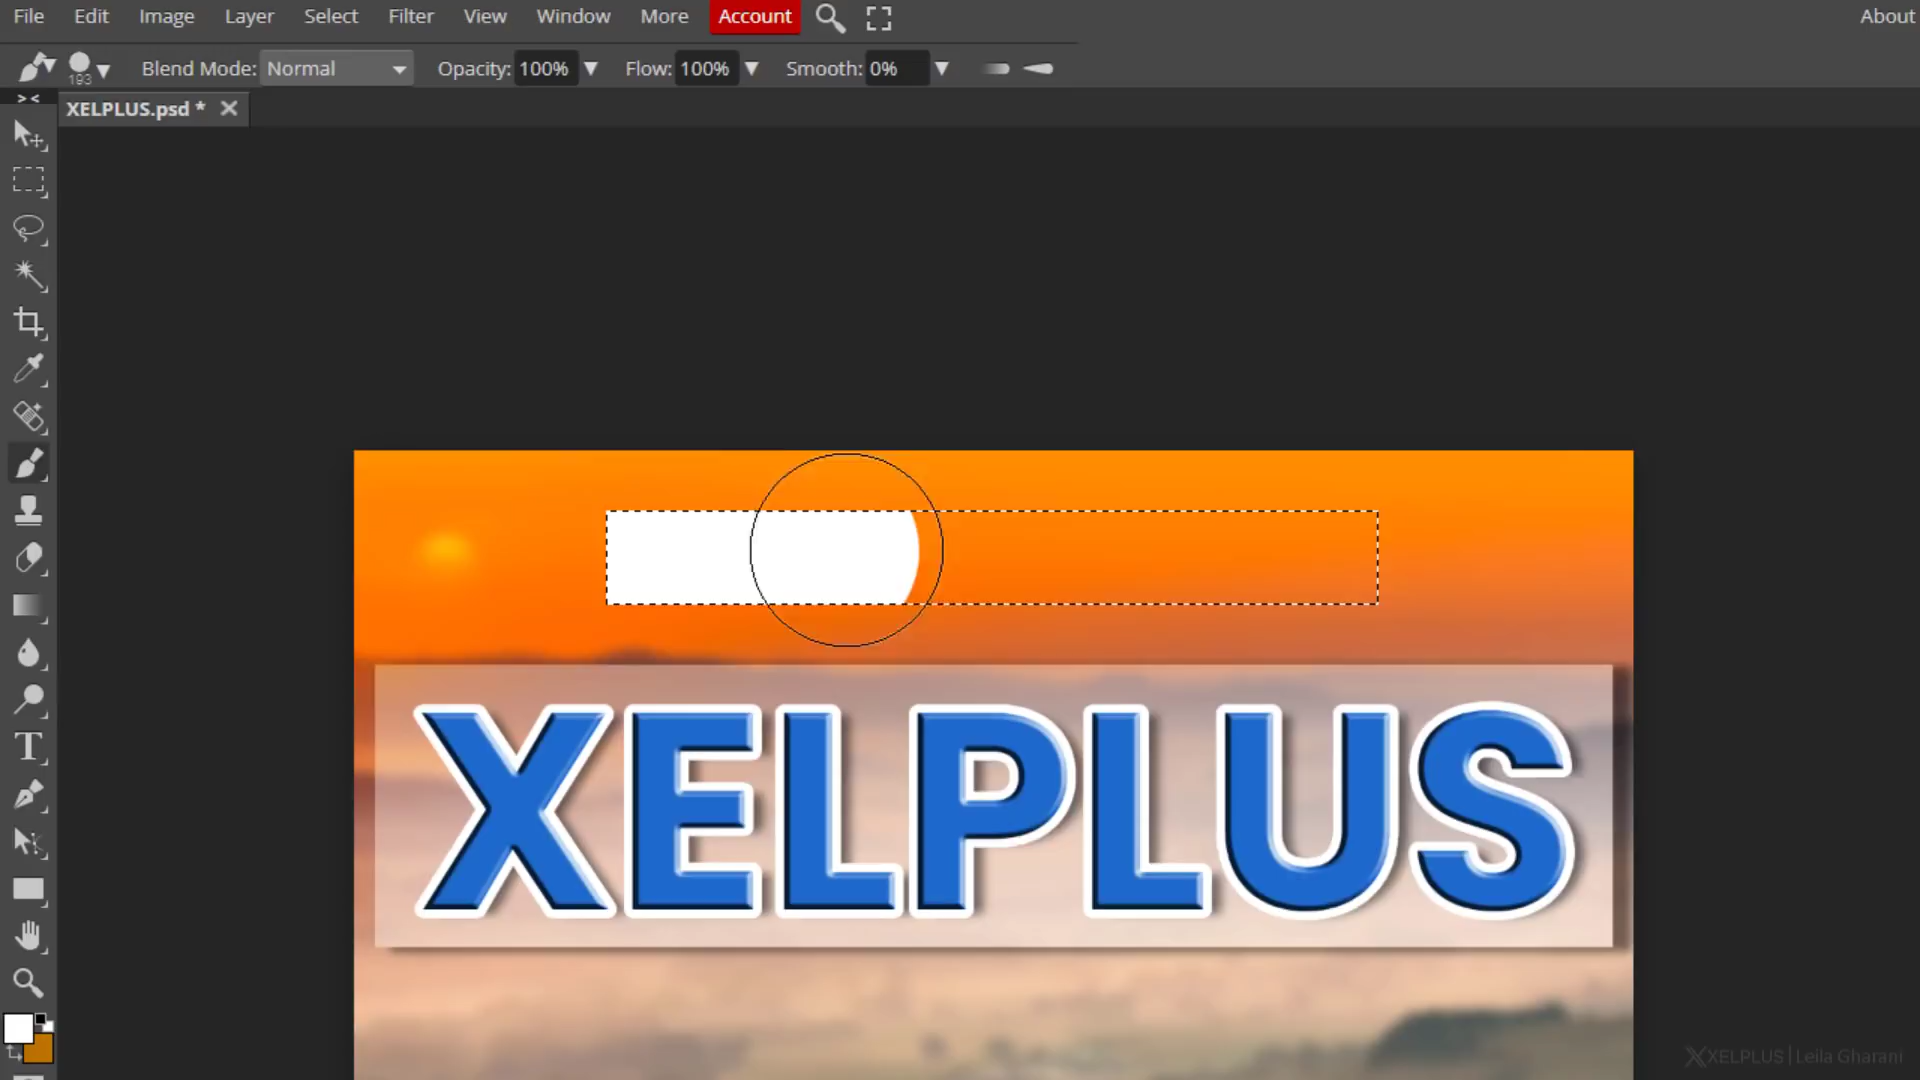 File Edit Image Layer Select Filter View Window More Account About
193 Blend Mode: Normal Opacity: 100% Flow: 100% Smooth: 0%
XELPLUS.psd *
XELPLUS
XELPLUS | Leila Gharani